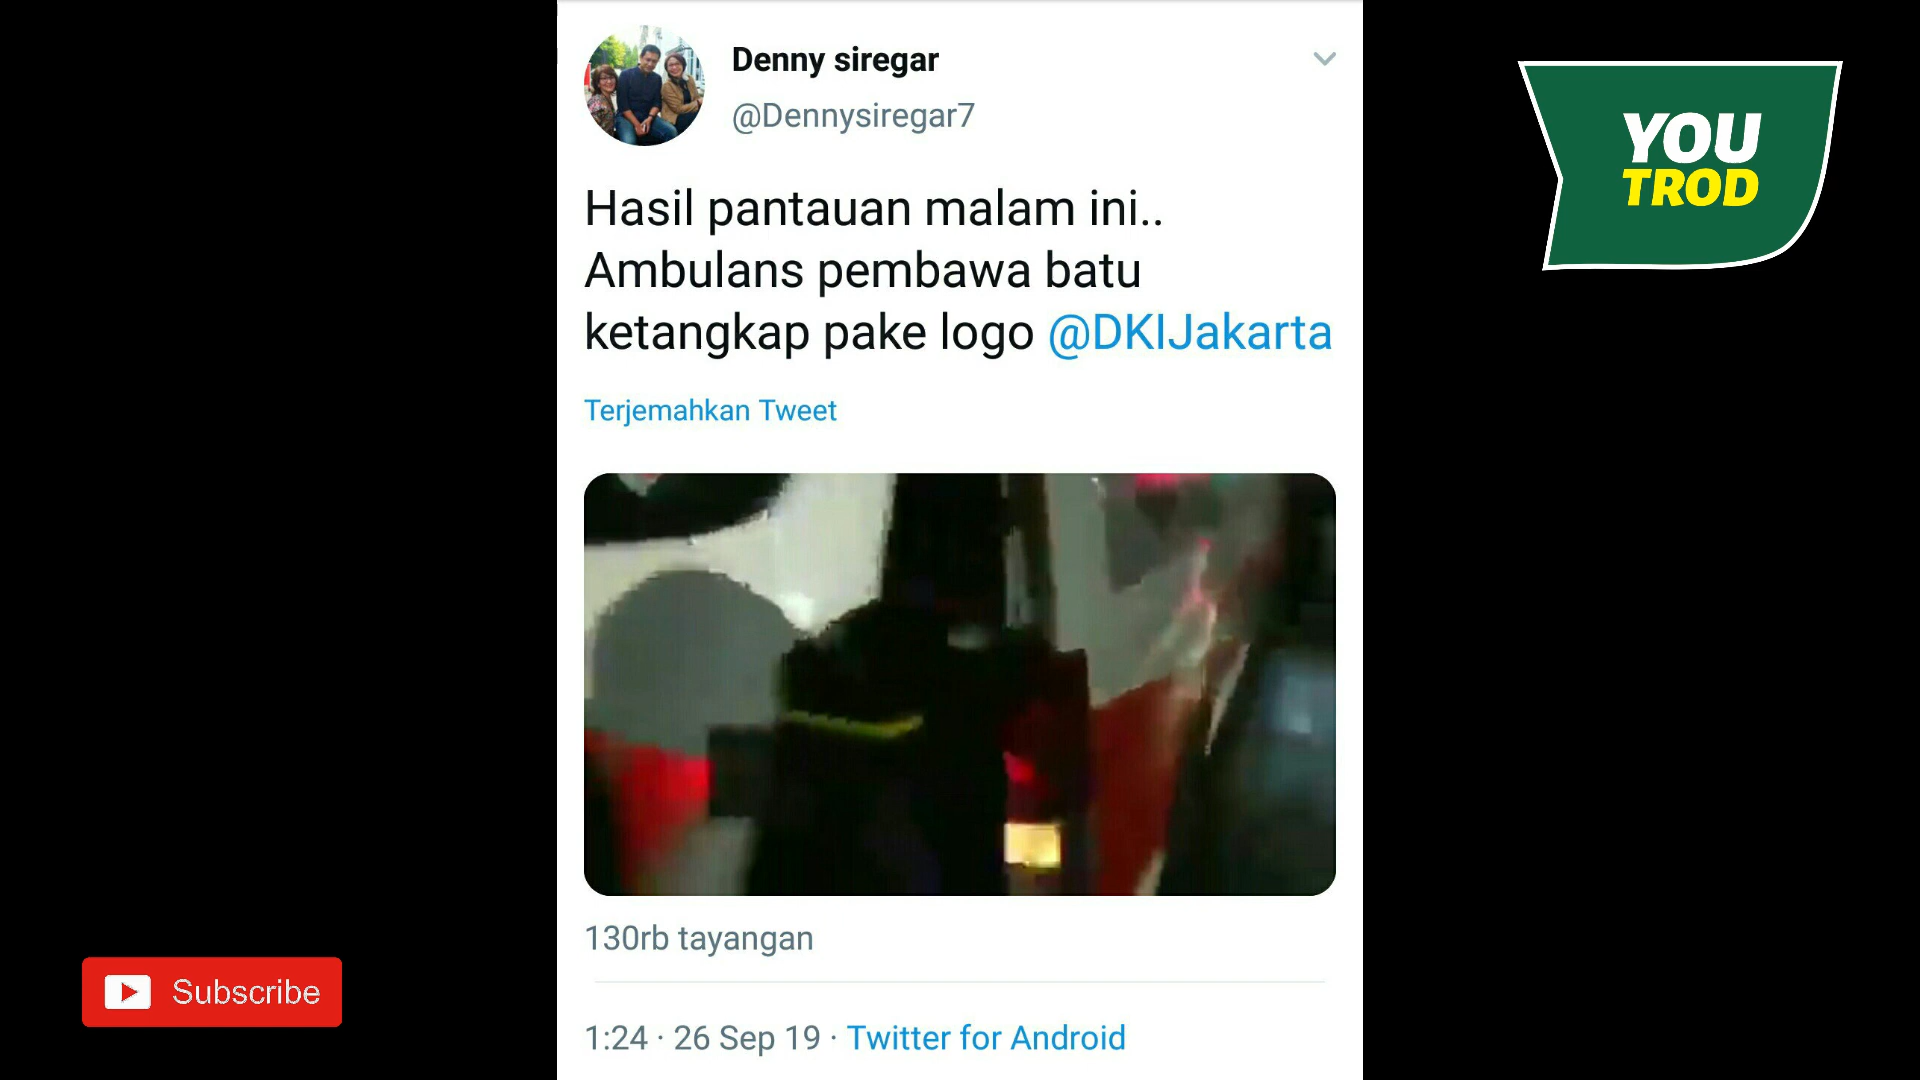 Denny siregar
@Dennysiregar7
Hasil pantauan malam ini..
Ambulans pembawa batu
ketangkap pake logo @DKIJakarta
Terjemahkan Tweet
130rb tayangan
1:24 · 26 Sep 19 · Twitter for Android
YOU
TROD
Subscribe